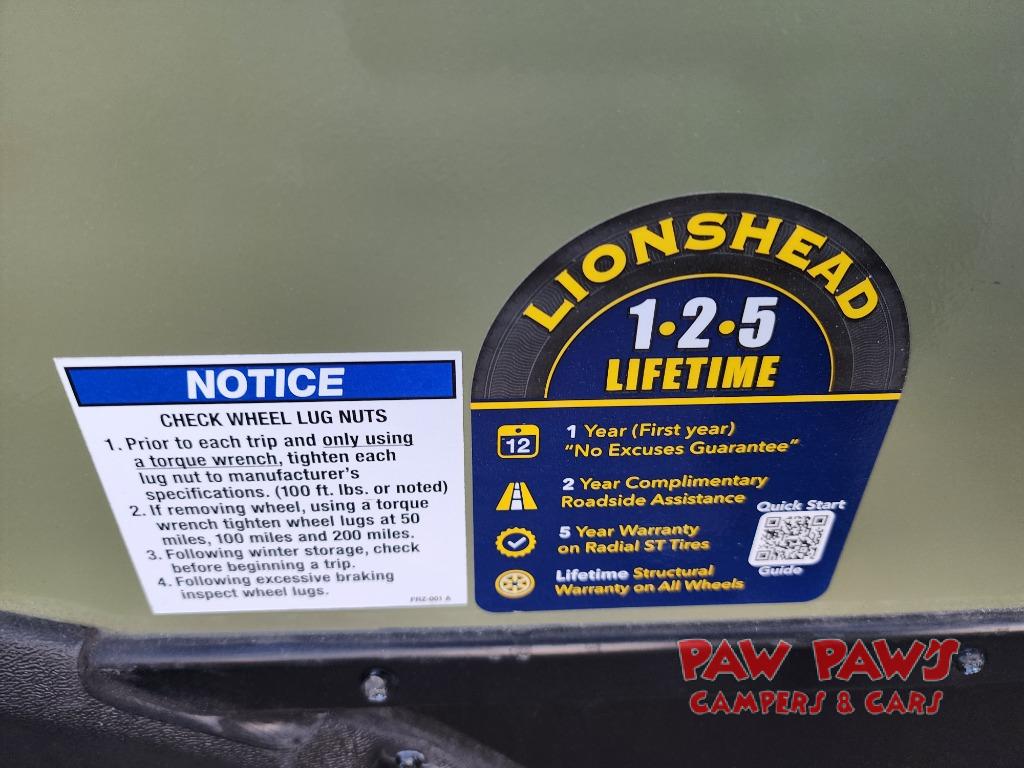 NOTICE
CHECK WHEEL LUG NUTS
1. Prior to each trip and only using
a torque wrench, tighten each
lug nut to manufacturer's
specifications. (100 ft. lbs. or noted)
2. If removing wheel, using a torque
wrench tighten wheel lugs at 50
miles, 100 miles and 200 miles.
3. Following winter storage, check
before beginning a trip.
4. Following excessive braking
inspect wheel lugs.
FRZ-001 A
LIONSHEAD
1•2•5
LIFETIME
12
1 Year (First year)
"No Excuses Guarantee"
2 Year Complimentary
Roadside Assistance
5 Year Warranty
on Radial ST Tires
Lifetime Structural
Warranty on All Wheels
Quick Start
Guide
PAW PAW'S
CAMPERS & CARS